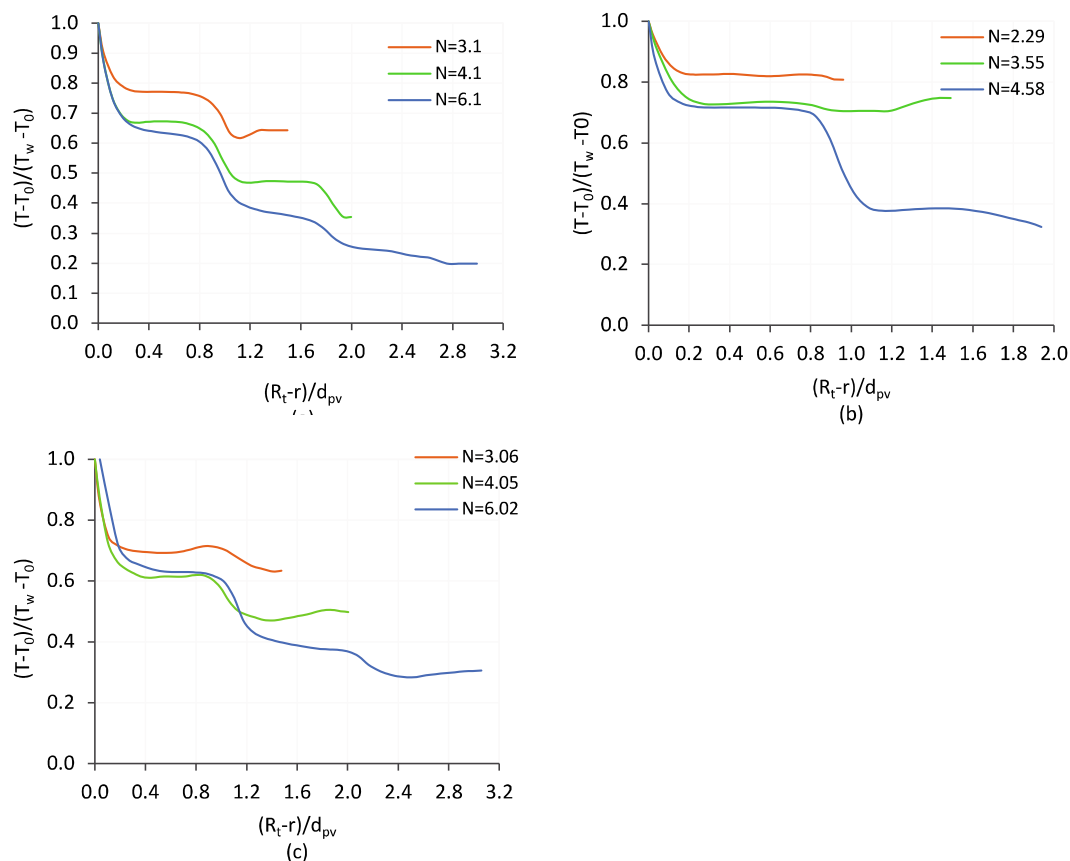 (T-T0)/(Tw -T0)
1.0
0.9
0.8
0.7
0.6
0.5
0.4
0.3
0.2
0.1
0.0
N=3.1
N=4.1
N=6.1
0.0 0.4 0.8 1.2 1.6 2.0 2.4 2.8 3.2
(Rt-r)/dpv
(T-T0)/(Tw -T0)
1.0
0.8
0.6
0.4
0.2
0.0
N=2.29
N=3.55
N=4.58
0.0 0.2 0.4 0.6 0.8 1.0 1.2 1.4 1.6 1.8 2.0
(Rt-r)/dpv
(b)
(T-T0)/(Tw -T0)
1.0
0.8
0.6
0.4
0.2
0.0
N=3.06
N=4.05
N=6.02
0.0 0.4 0.8 1.2 1.6 2.0 2.4 2.8 3.2
(Rt-r)/dpv
(c)